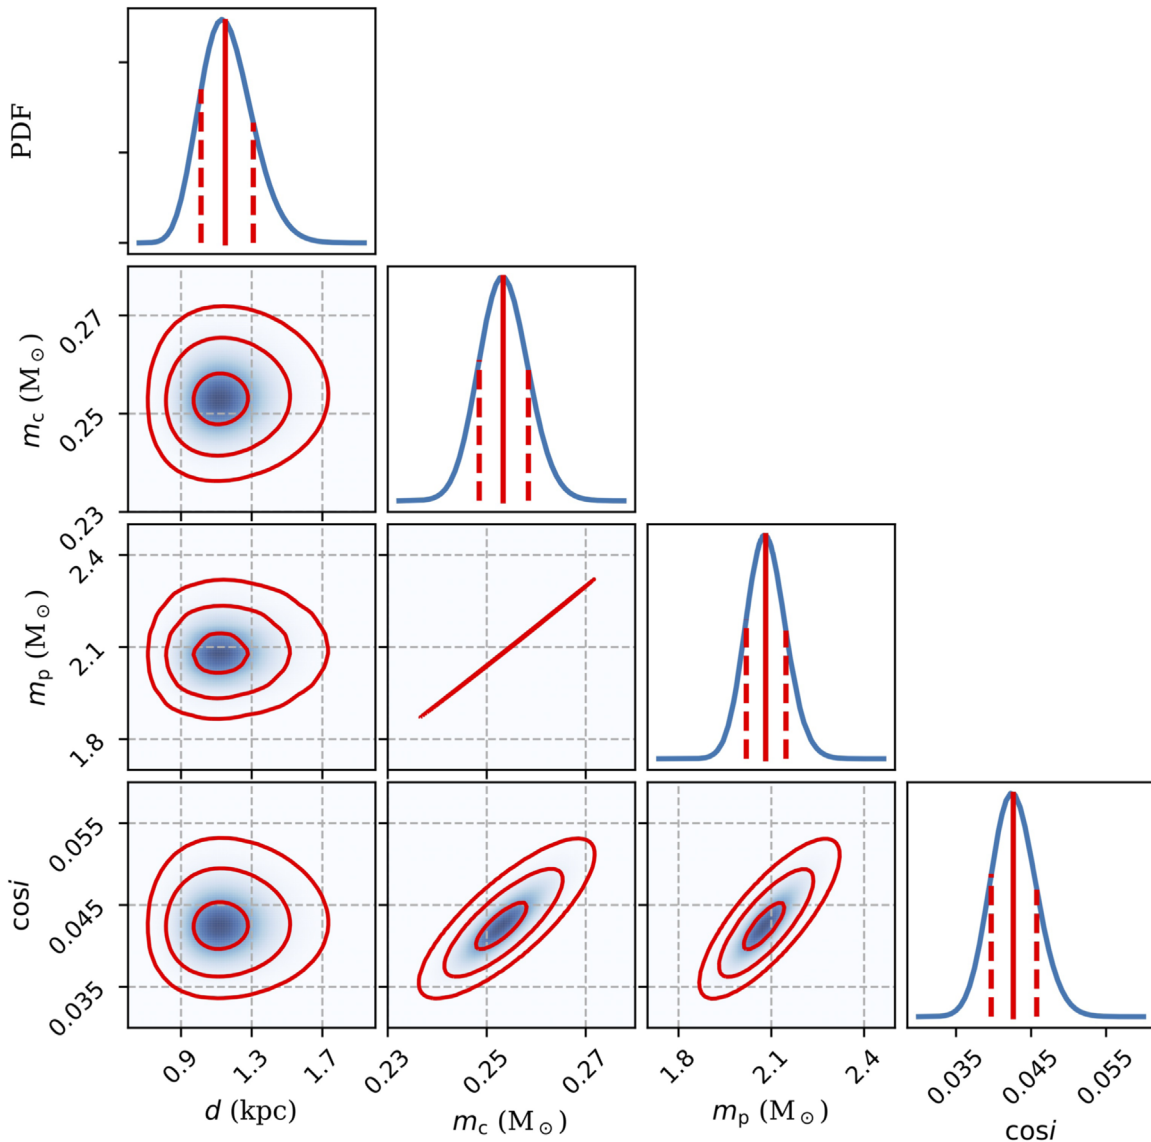 PDF
m_c (M_⊙)
0.27
0.25
0.23
m_p (M_⊙)
2.4
2.1
1.8
cosi
0.055
0.045
0.035
0.9 1.3 1.7
d (kpc)
0.23 0.25 0.27
m_c (M_⊙)
1.8 2.1 2.4
m_p (M_⊙)
0.035 0.045 0.055
cosi